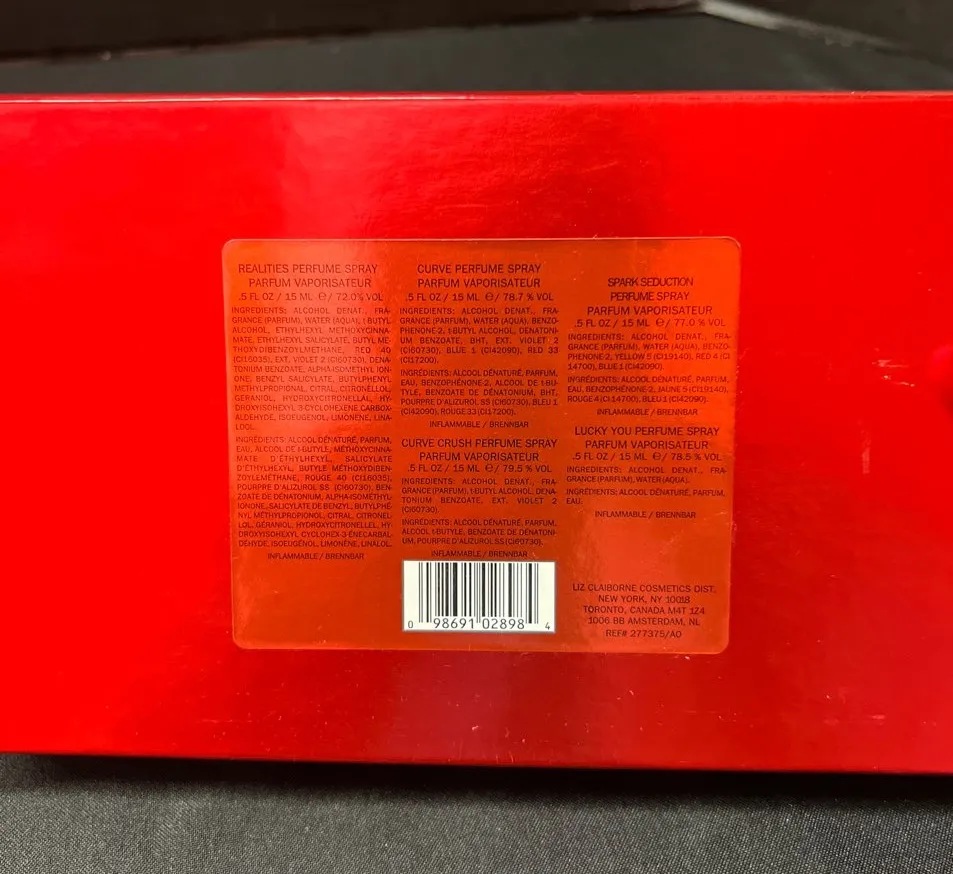 REALITIES PERFUME SPRAY
PARFUM VAPORISATEUR
.5 FL OZ / 15 ML ℮ / 72.0% VOL
INGREDIENTS: ALCOHOL DENAT., FRA-
GRANCE (PARFUM), WATER (AQUA), t-BUTYL
ALCOHOL, ETHYLHEXYL METHOXYCINNA-
MATE, ETHYLHEXYL SALICYLATE, BUTYL ME-
THOXYDIBENZOYLMETHANE, RED 40
(CI16035), EXT. VIOLET 2 (CI60730), DENA-
TONIUM BENZOATE, ALPHA-ISOMETHYL ION-
ONE, BENZYL SALICYLATE, BUTYLPHENYL
METHYLPROPIONAL, CITRAL, CITRONELLOL,
GERANIOL, HYDROXYCITRONELLAL, HY-
DROXYISOHEXYL 3-CYCLOHEXENE CARBOX-
ALDEHYDE, ISOEUGENOL, LIMONENE, LINA-
LOOL.
INGRÉDIENTS: ALCOOL DÉNATURÉ, PARFUM,
EAU, ALCOOL DE t-BUTYLE, MÉTHOXYCINNA-
MATE D'ÉTHYLHEXYL, SALICYLATE
D'ÉTHYLHEXYL, BUTYLE MÉTHOXYDIBEN-
ZOYLEMÉTHANE, ROUGE 40 (CI16035),
POURPRE D'ALIZUROL SS (CI60730), BEN-
ZOATE DE DÉNATONIUM, ALPHA-ISOMÉTHYL
IONONE, SALICYLATE DE BENZYL, BUTYLPHÉ-
NYL MÉTHYLPROPIONOL, CITRAL, CITRONEL-
LOL, GÉRANIOL, HYDROXYCITRONELLEL, HY-
DROXYISOHEXYL CYCLOHEX-3-ÉNECARBAL-
DEHYDE, ISOEUGÉNOL, LIMONÈNE, LINALOL.
INFLAMMABLE / BRENNBAR
CURVE PERFUME SPRAY
PARFUM VAPORISATEUR
.5 FL OZ / 15 ML ℮ / 78.7 % VOL
INGREDIENTS: ALCOHOL DENAT., FRA-
GRANCE (PARFUM), WATER (AQUA), BENZO-
PHENONE-2, t-BUTYL ALCOHOL, DENATONI-
UM BENZOATE, BHT, EXT. VIOLET 2
(CI60730), BLUE 1 (CI42090), RED 33
(CI17200).
INGRÉDIENTS: ALCOOL DÉNATURÉ, PARFUM,
EAU, BENZOPHÉNONE-2, ALCOOL DE t-BU-
TYLE, BENZOATE DE DÉNATONIUM, BHT,
POURPRE D'ALIZUROL SS (CI60730), BLEU 1
(CI42090), ROUGE 33 (CI17200).
INFLAMMABLE / BRENNBAR
CURVE CRUSH PERFUME SPRAY
PARFUM VAPORISATEUR
.5 FL OZ / 15 ML ℮ / 79.5 % VOL
INGREDIENTS: ALCOHOL DENAT., FRA-
GRANCE (PARFUM), t-BUTYL ALCOHOL, DENA-
TONIUM BENZOATE, EXT. VIOLET 2
(CI60730).
INGRÉDIENTS: ALCOOL DÉNATURÉ, PARFUM,
ALCOOL t-BUTYLE, BENZOATE DE DÉNATONI-
UM, POURPRE D'ALIZUROL SS (CI60730).
INFLAMMABLE / BRENNBAR
0 98691 02898 4
SPARK SEDUCTION
PERFUME SPRAY
PARFUM VAPORISATEUR
.5 FL OZ / 15 ML ℮ / 77.0 % VOL
INGREDIENTS: ALCOHOL DENAT., FRA-
GRANCE (PARFUM), WATER (AQUA), BENZO-
PHENONE-2, YELLOW 5 (CI19140), RED 4 (CI
14700), BLUE 1 (CI42090).
INGRÉDIENTS: ALCOOL DÉNATURÉ, PARFUM,
EAU, BENZOPHÉNONE-2, JAUNE 5 (CI19140),
ROUGE 4 (CI14700), BLEU 1 (CI42090).
INFLAMMABLE / BRENNBAR
LUCKY YOU PERFUME SPRAY
PARFUM VAPORISATEUR
.5 FL OZ / 15 ML ℮ / 78.5 % VOL
INGREDIENTS: ALCOHOL DENAT., FRA-
GRANCE (PARFUM), WATER (AQUA).
INGRÉDIENTS: ALCOOL DÉNATURÉ, PARFUM,
EAU.
INFLAMMABLE / BRENNBAR
LIZ CLAIBORNE COSMETICS DIST.
NEW YORK, NY 10018
TORONTO, CANADA M4T 1Z4
1006 BB AMSTERDAM, NL
REF# 277375/A0